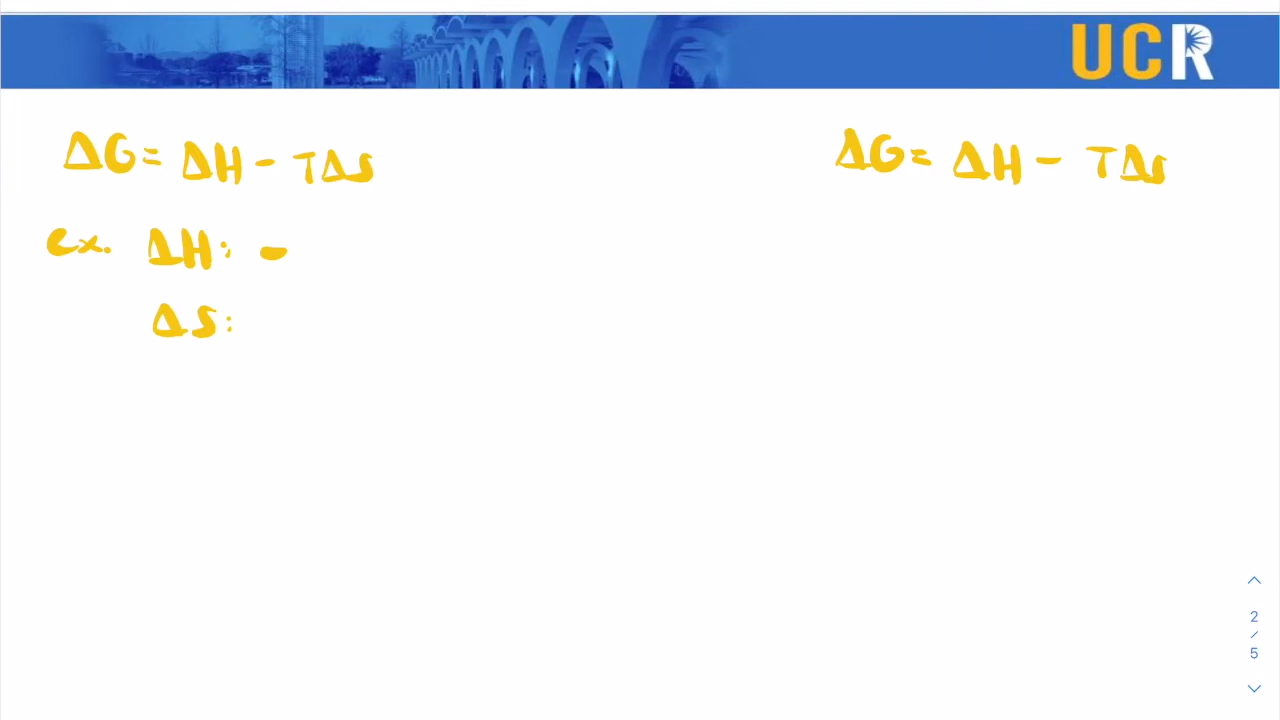 UCR
ΔG = ΔH - TΔS
ΔG = ΔH - TΔS
ex. ΔH: -
ΔS:
2
/
5